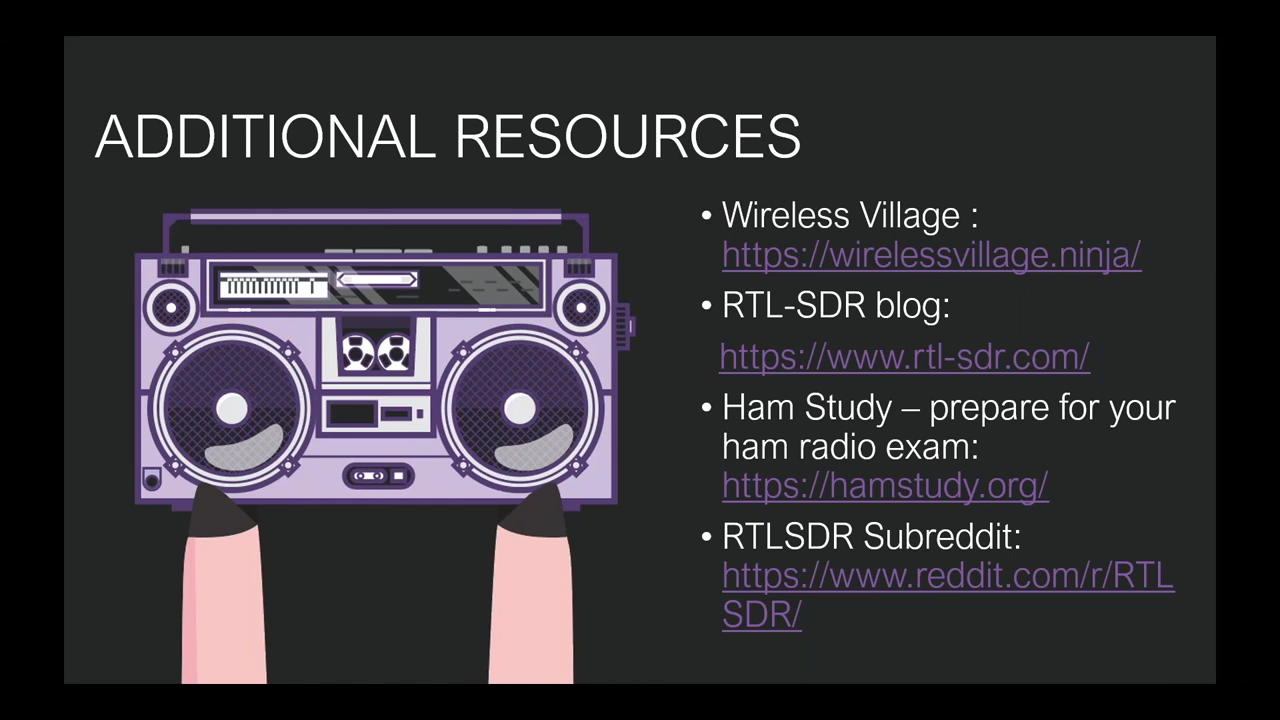 ADDITIONAL RESOURCES
• Wireless Village :
https://wirelessvillage.ninja/
• RTL-SDR blog:
https://www.rtl-sdr.com/
• Ham Study – prepare for your
ham radio exam:
https://hamstudy.org/
• RTLSDR Subreddit:
https://www.reddit.com/r/RTL
SDR/